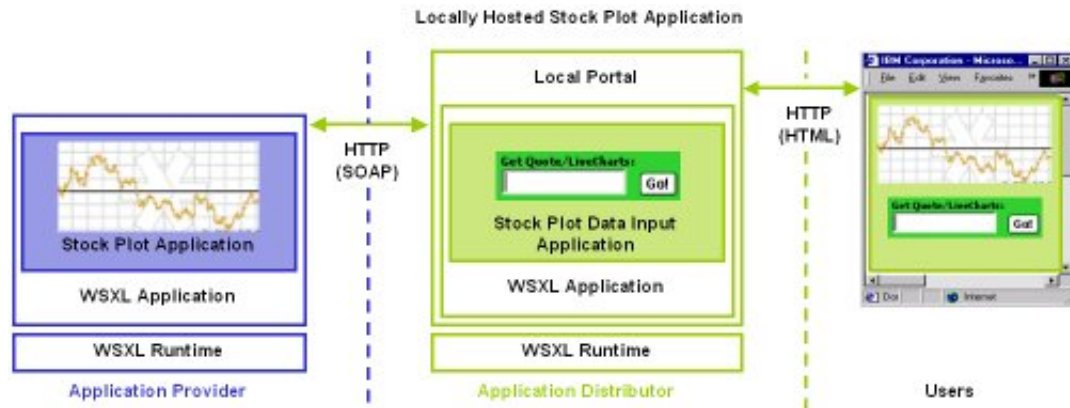 Locally Hosted Stock Plot Application
Stock Plot Application
WSXL Application
WSXL Runtime
Application Provider
HTTP
(SOAP)
Local Portal
Get Quote/LiveCharts:
Go!
Stock Plot Data Input
Application
WSXL Application
WSXL Runtime
Application Distributor
HTTP
(HTML)
IBM Corporation - Microso...
File Edit View Favorites »
Get Quote/LiveCharts:
Go!
Internet
Users